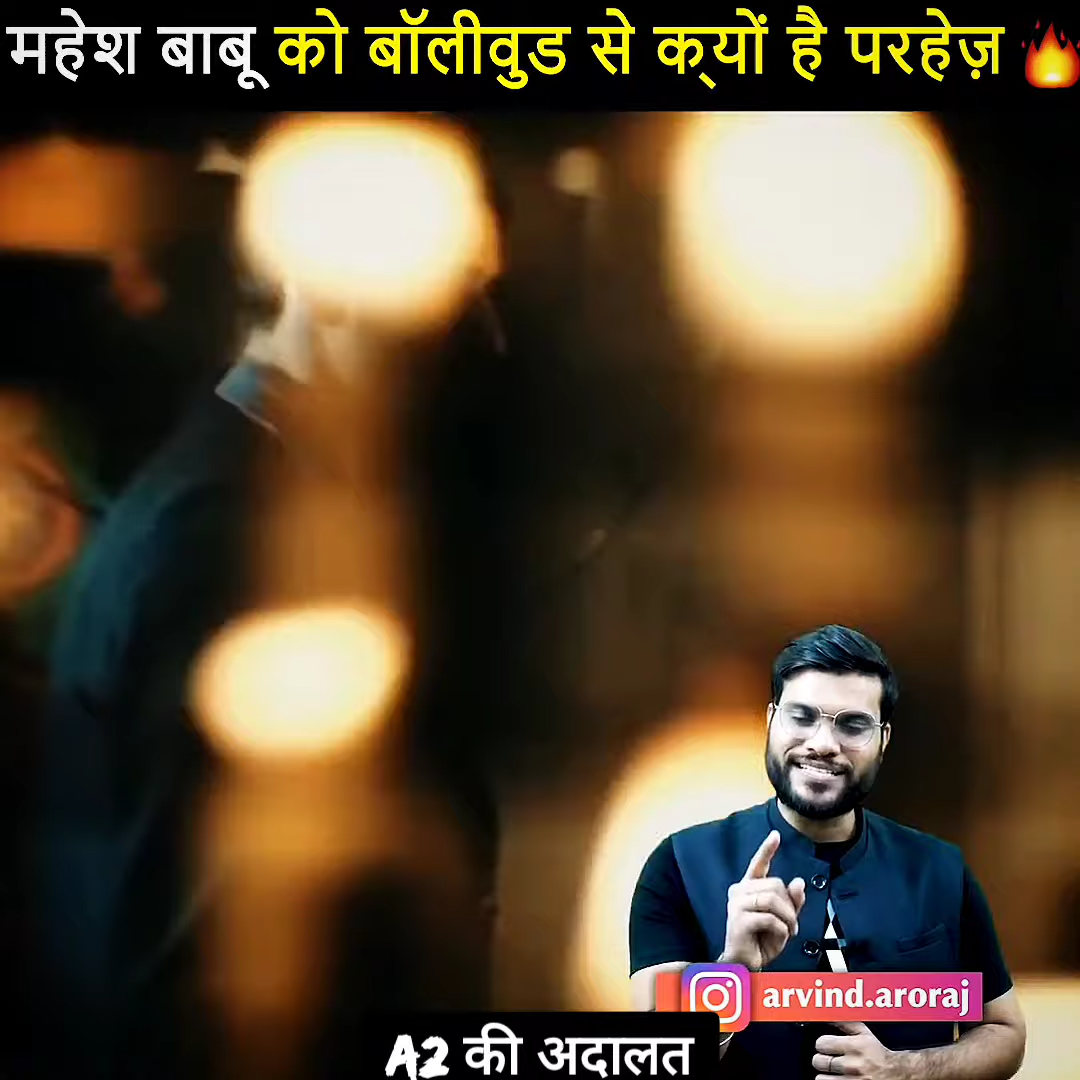 महेश बाबू को बॉलीवुड से क्यों है परहेज़ 🔥
arvind.aroraj
A2 की अदालत